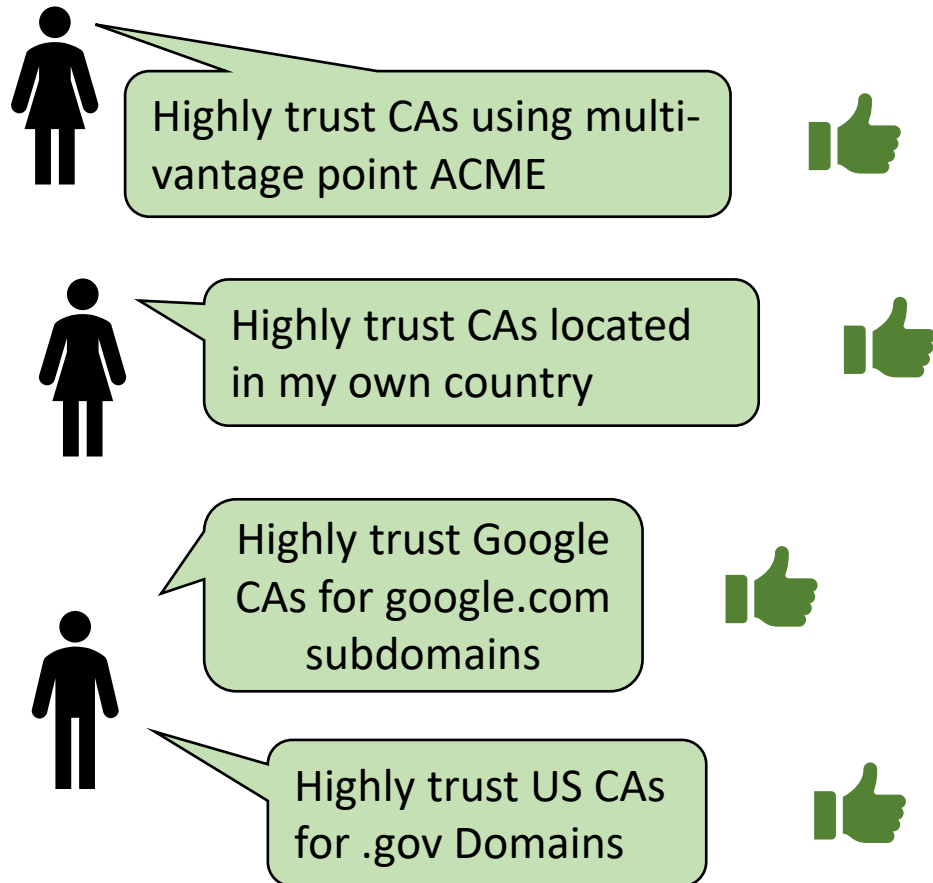 Highly trust CAs using multi-
vantage point ACME
Highly trust CAs located
in my own country
Highly trust Google
CAs for google.com
subdomains
Highly trust US CAs
for .gov Domains